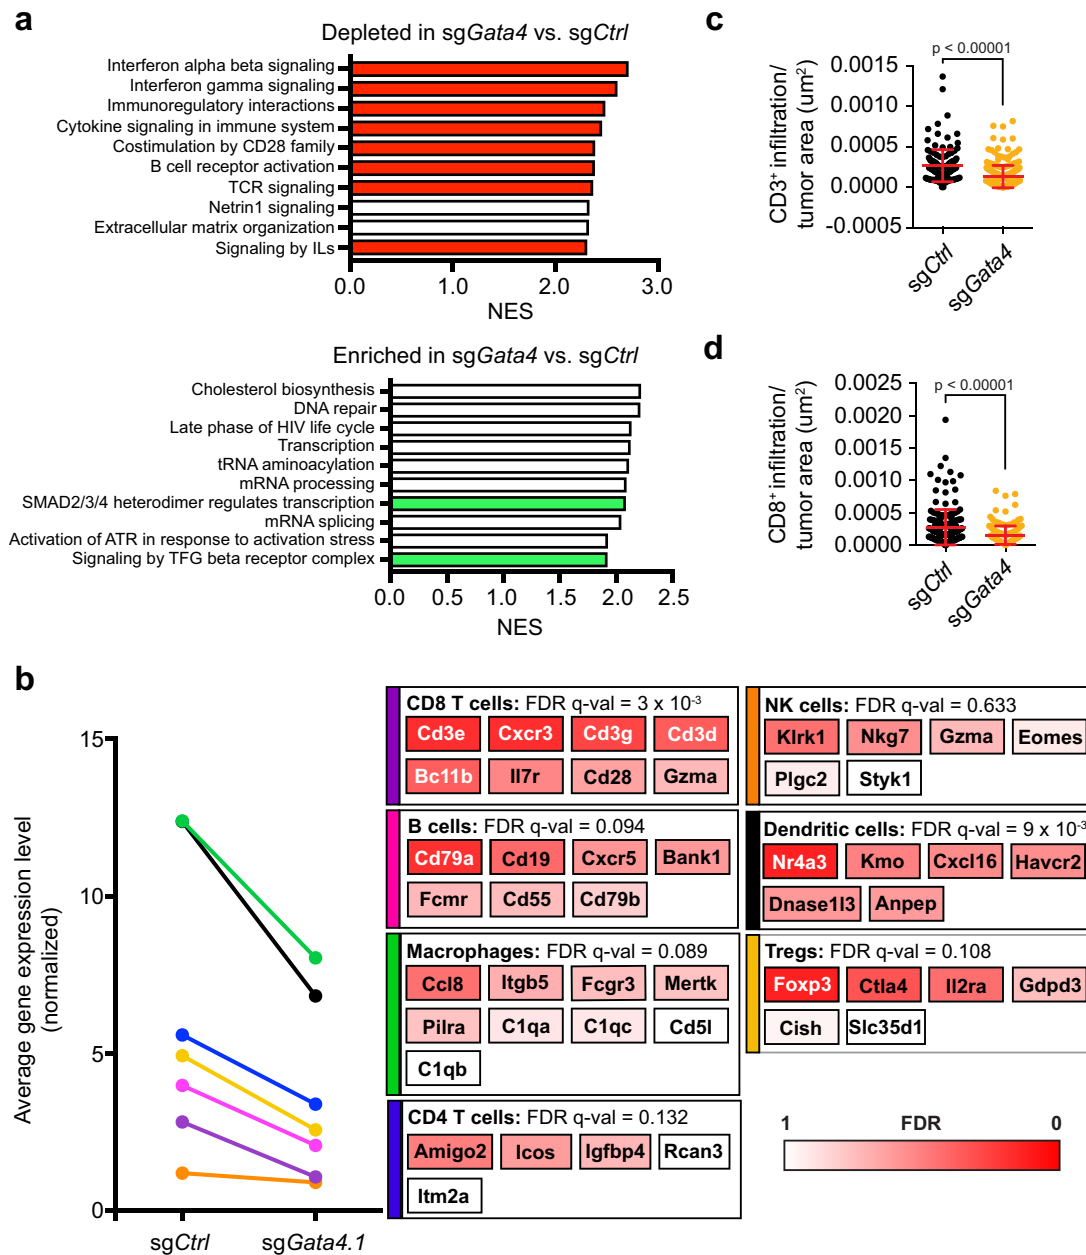 a
Depleted in sgGata4 vs. sgCtrl
Interferon alpha beta signaling
Interferon gamma signaling
Immunoregulatory interactions
Cytokine signaling in immune system
Costimulation by CD28 family
B cell receptor activation
TCR signaling
Netrin1 signaling
Extracellular matrix organization
Signaling by ILs
0.0 1.0 2.0 3.0
NES
Enriched in sgGata4 vs. sgCtrl
Cholesterol biosynthesis
DNA repair
Late phase of HIV life cycle
Transcription
tRNA aminoacylation
mRNA processing
SMAD2/3/4 heterodimer regulates transcription
mRNA splicing
Activation of ATR in response to activation stress
Signaling by TFG beta receptor complex
0.0 0.5 1.0 1.5 2.0 2.5
NES
c
p < 0.00001
CD3+ infiltration/
tumor area (um²)
0.0015
0.0010
0.0005
0.0000
-0.0005
sgCtrl
sgGata4
d
p < 0.00001
CD8+ infiltration/
tumor area (um²)
0.0025
0.0020
0.0015
0.0010
0.0005
0.0000
sgCtrl
sgGata4
b
Average gene expression level
(normalized)
15
10
5
0
sgCtrl sgGata4.1
CD8 T cells: FDR q-val = 3 x 10⁻³
Cd3e Cxcr3 Cd3g Cd3d
Bc11b Il7r Cd28 Gzma
B cells: FDR q-val = 0.094
Cd79a Cd19 Cxcr5 Bank1
Fcmr Cd55 Cd79b
Macrophages: FDR q-val = 0.089
Ccl8 Itgb5 Fcgr3 Mertk
Pilra C1qa C1qc Cd5l
C1qb
CD4 T cells: FDR q-val = 0.132
Amigo2 Icos Igfbp4 Rcan3
Itm2a
NK cells: FDR q-val = 0.633
Klrk1 Nkg7 Gzma Eomes
Plgc2 Styk1
Dendritic cells: FDR q-val = 9 x 10⁻³
Nr4a3 Kmo Cxcl16 Havcr2
Dnase1l3 Anpep
Tregs: FDR q-val = 0.108
Foxp3 Ctla4 Il2ra Gdpd3
Cish Slc35d1
1 FDR 0